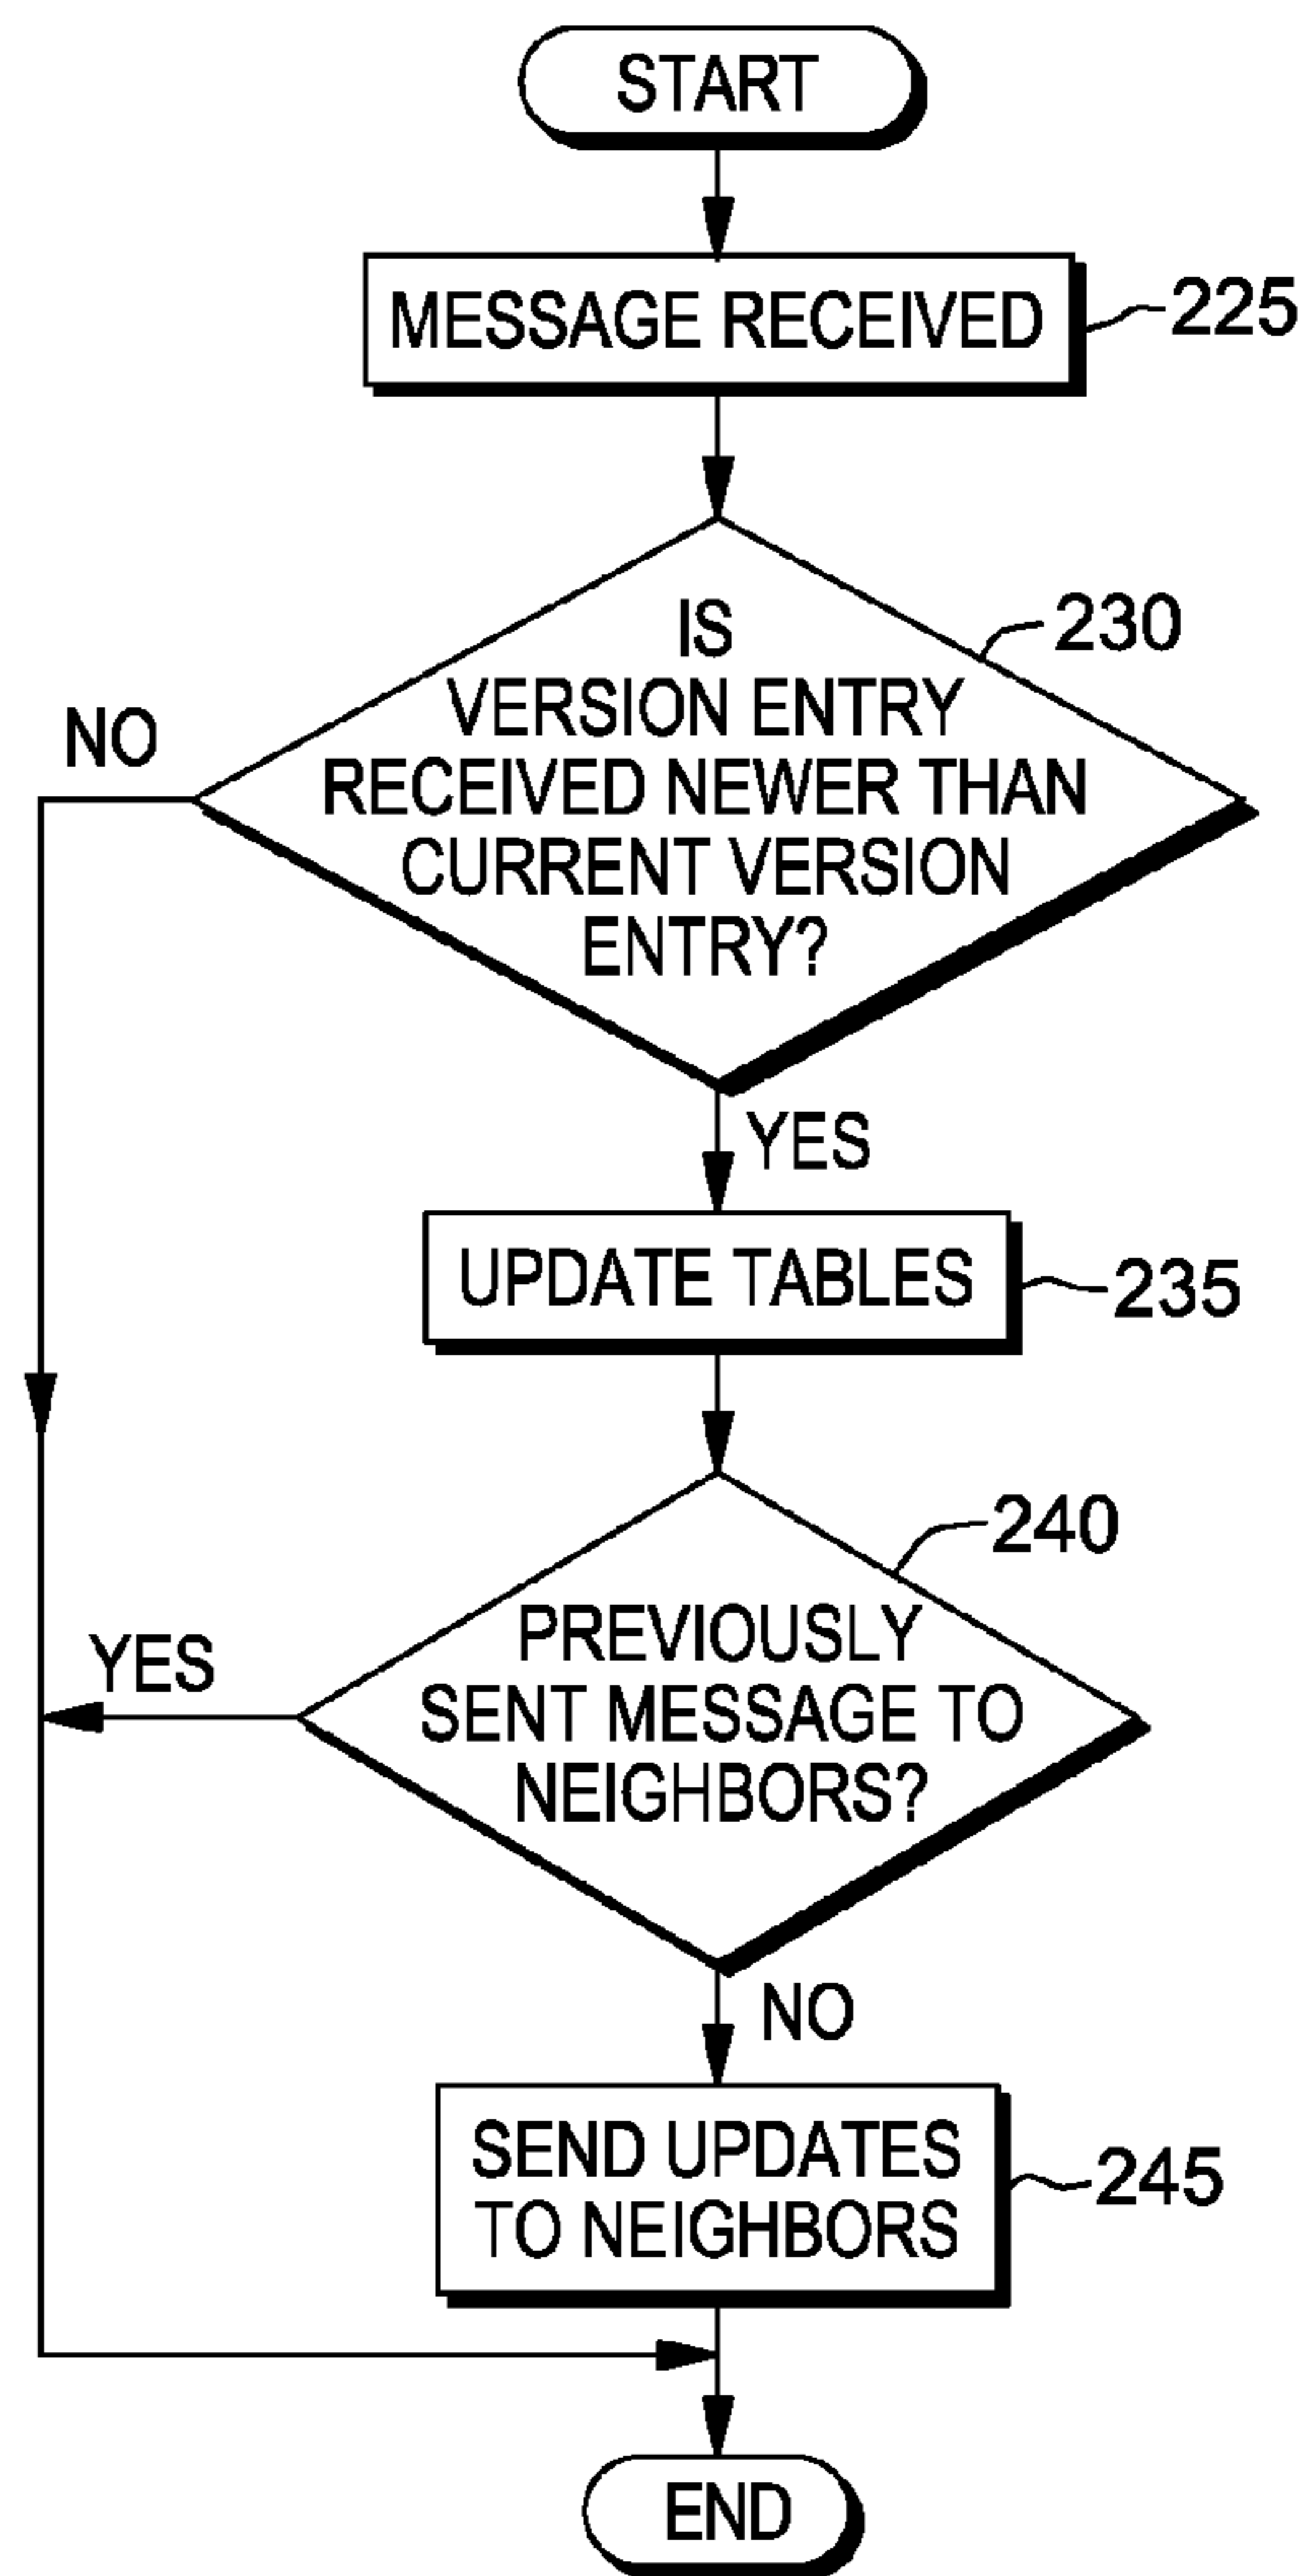 START
MESSAGE RECEIVED
225
IS
230
VERSION ENTRY
NO
RECEIVED NEWER THAN
CURRENT VERSION
ENTRY?
YES
UPDATE TABLES
235
240
PREVIOUSLY
YES
SENT MESSAGE TO
NEIGHBORS?
NO
SEND UPDATES
TO NEIGHBORS
245
END